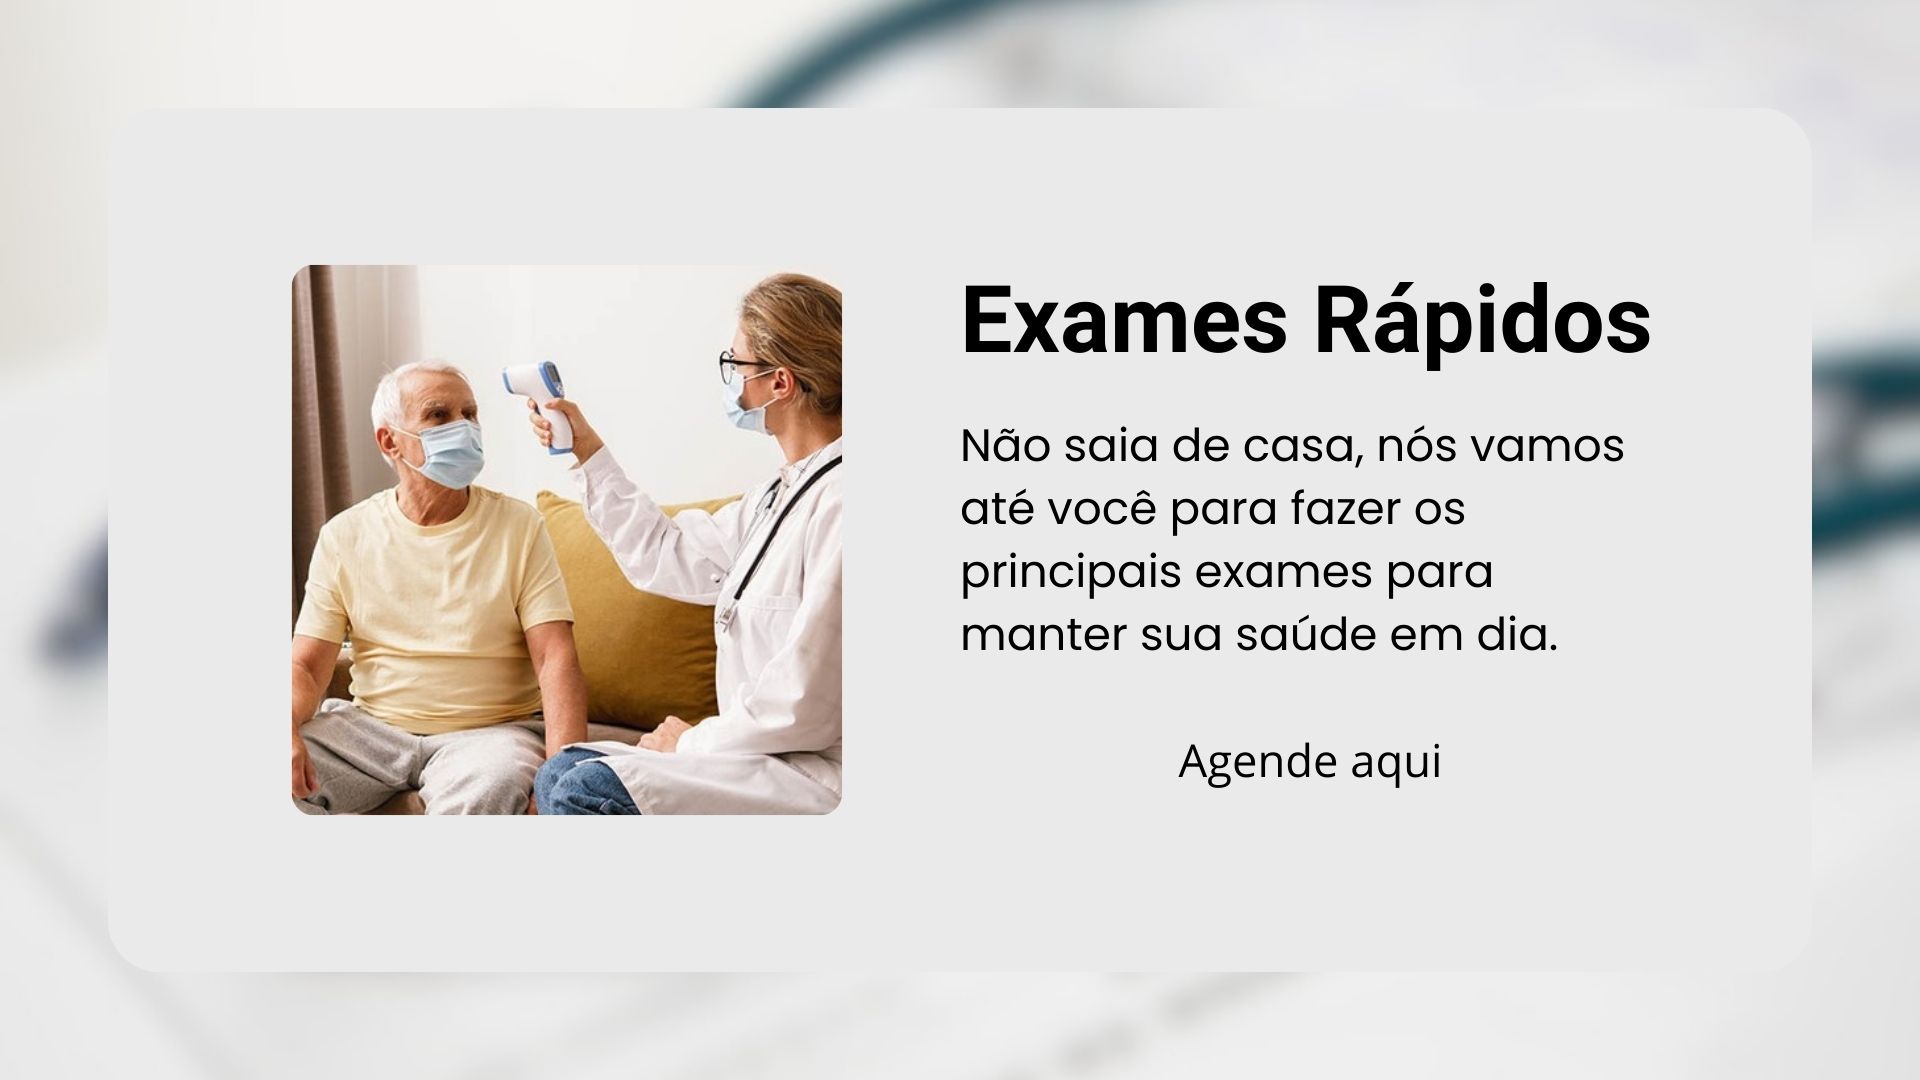 Exames Rápidos
Não saia de casa, nós vamos
até você para fazer os
principais exames para
manter sua saúde em dia.
Agende aqui